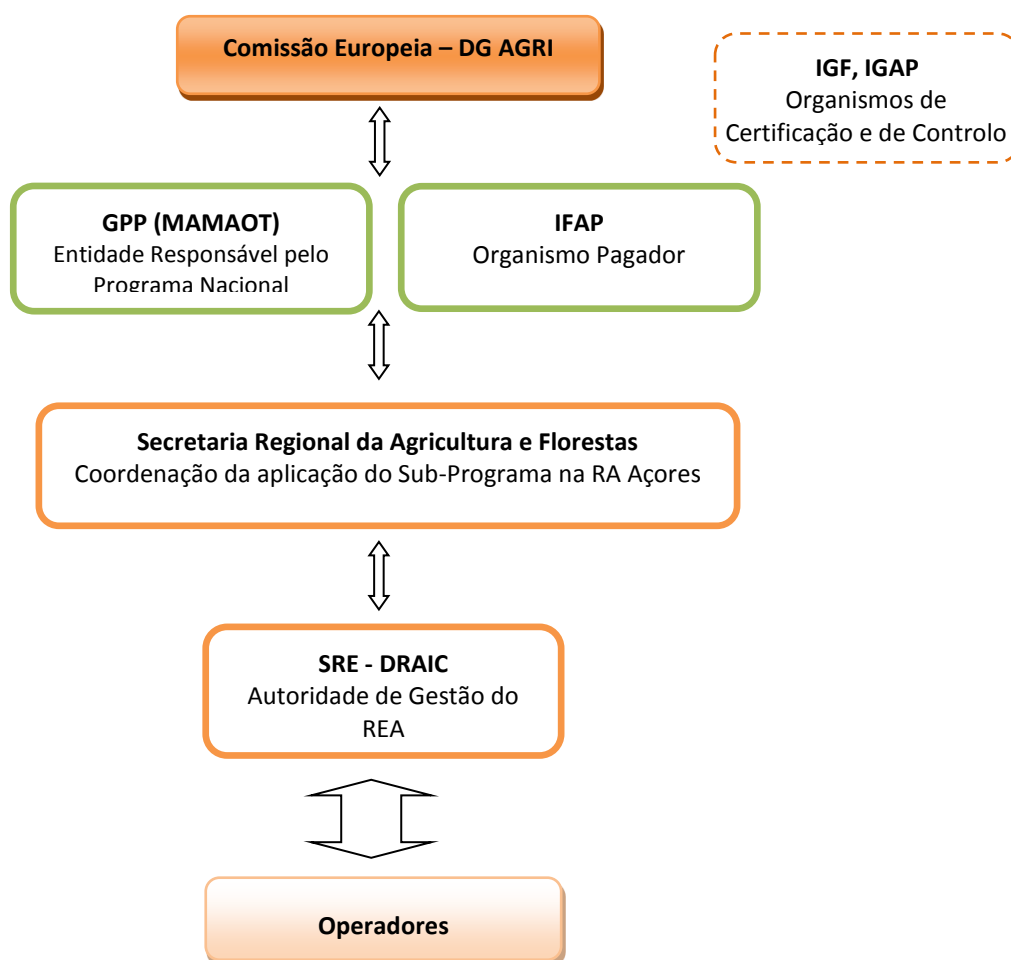 Comissão Europeia – DG AGRI
IGF, IGAP
Organismos de
Certificação e de Controlo
GPP (MAMAOT)
Entidade Responsável pelo
Programa Nacional
IFAP
Organismo Pagador
Secretaria Regional da Agricultura e Florestas
Coordenação da aplicação do Sub-Programa na RA Açores
SRE - DRAIC
Autoridade de Gestão do
REA
Operadores